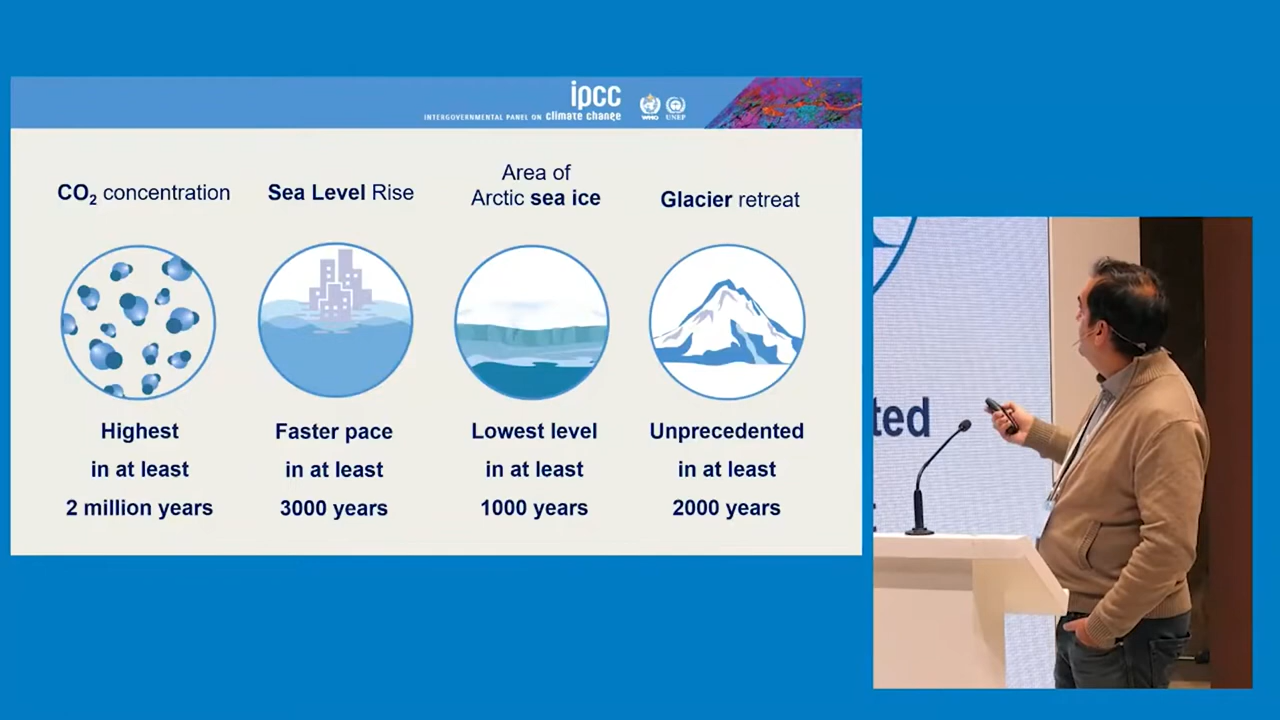 ipcc
INTERGOVERNMENTAL PANEL ON climate change
WMO
UNEP
CO₂ concentration
Sea Level Rise
Area of
Arctic sea ice
Glacier retreat
Highest
in at least
2 million years
Faster pace
in at least
3000 years
Lowest level
in at least
1000 years
Unprecedented
in at least
2000 years
ted